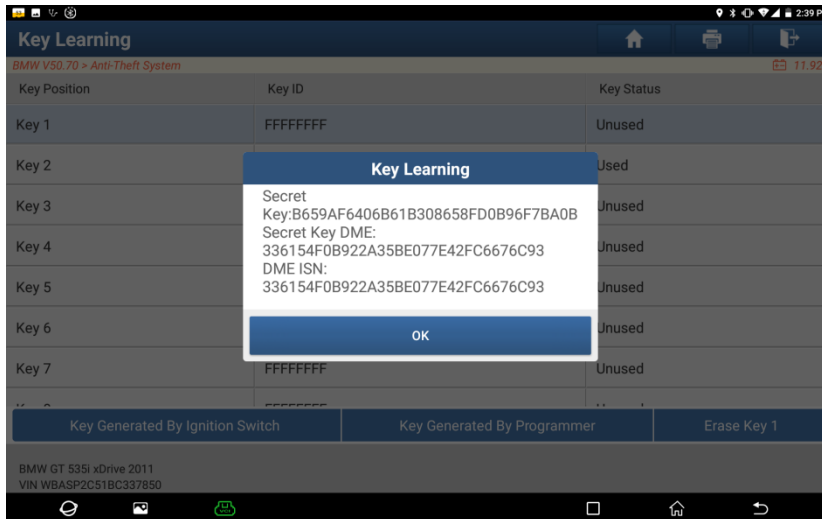 2:39 P
Key Learning
BMW V50.70 > Anti-Theft System
11.92
Key Position Key ID Key Status
Key 1 FFFFFFFF Unused
Key 2 Used
Key 3 Unused
Key 4 Unused
Key 5 Unused
Key 6 Unused
Key 7 FFFFFFFF Unused
Key Learning
Secret
Key:B659AF6406B61B308658FD0B96F7BA0B
Secret Key DME:
336154F0B922A35BE077E42FC6676C93
DME ISN:
336154F0B922A35BE077E42FC6676C93
OK
Key Generated By Ignition Switch Key Generated By Programmer Erase Key 1
BMW GT 535i xDrive 2011
VIN WBASP2C51BC337850